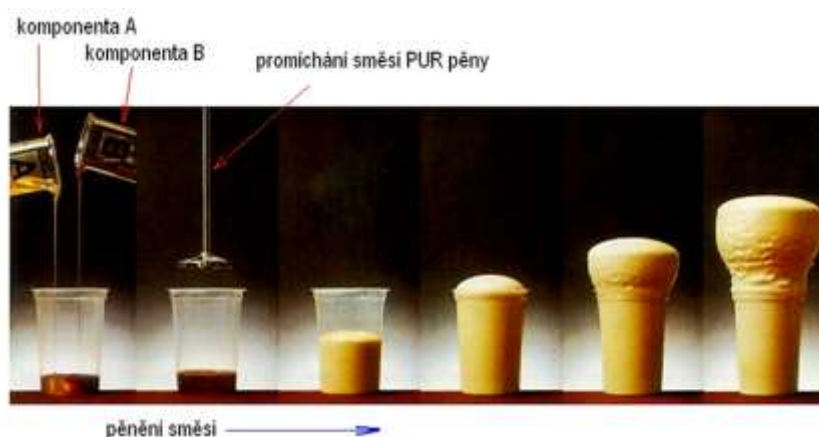 komponenta A
komponenta B
promíchání směsi PUR pěny
A
B
pěnění směsi